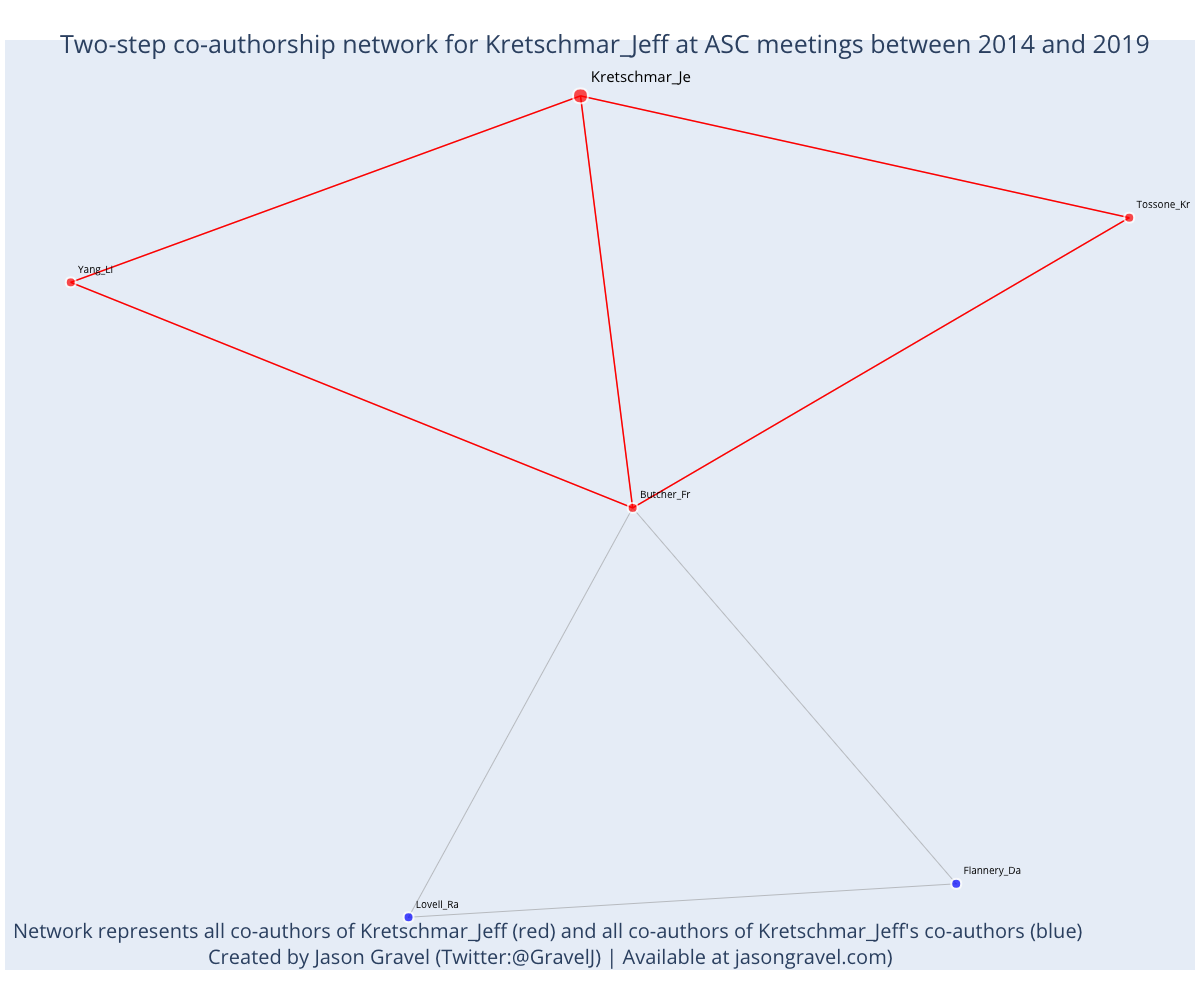 Two-step co-authorship network for Kretschmar_Jeff at ASC meetings between 2014 and 2019
Kretschmar_Je
Tossone_Kr
Yang_Li
Butcher_Fr
Flannery_Da
Lovell_Ra
Network represents all co-authors of Kretschmar_Jeff (red) and all co-authors of Kretschmar_Jeff's co-authors (blue)
Created by Jason Gravel (Twitter:@GravelJ) | Available at jasongravel.com)